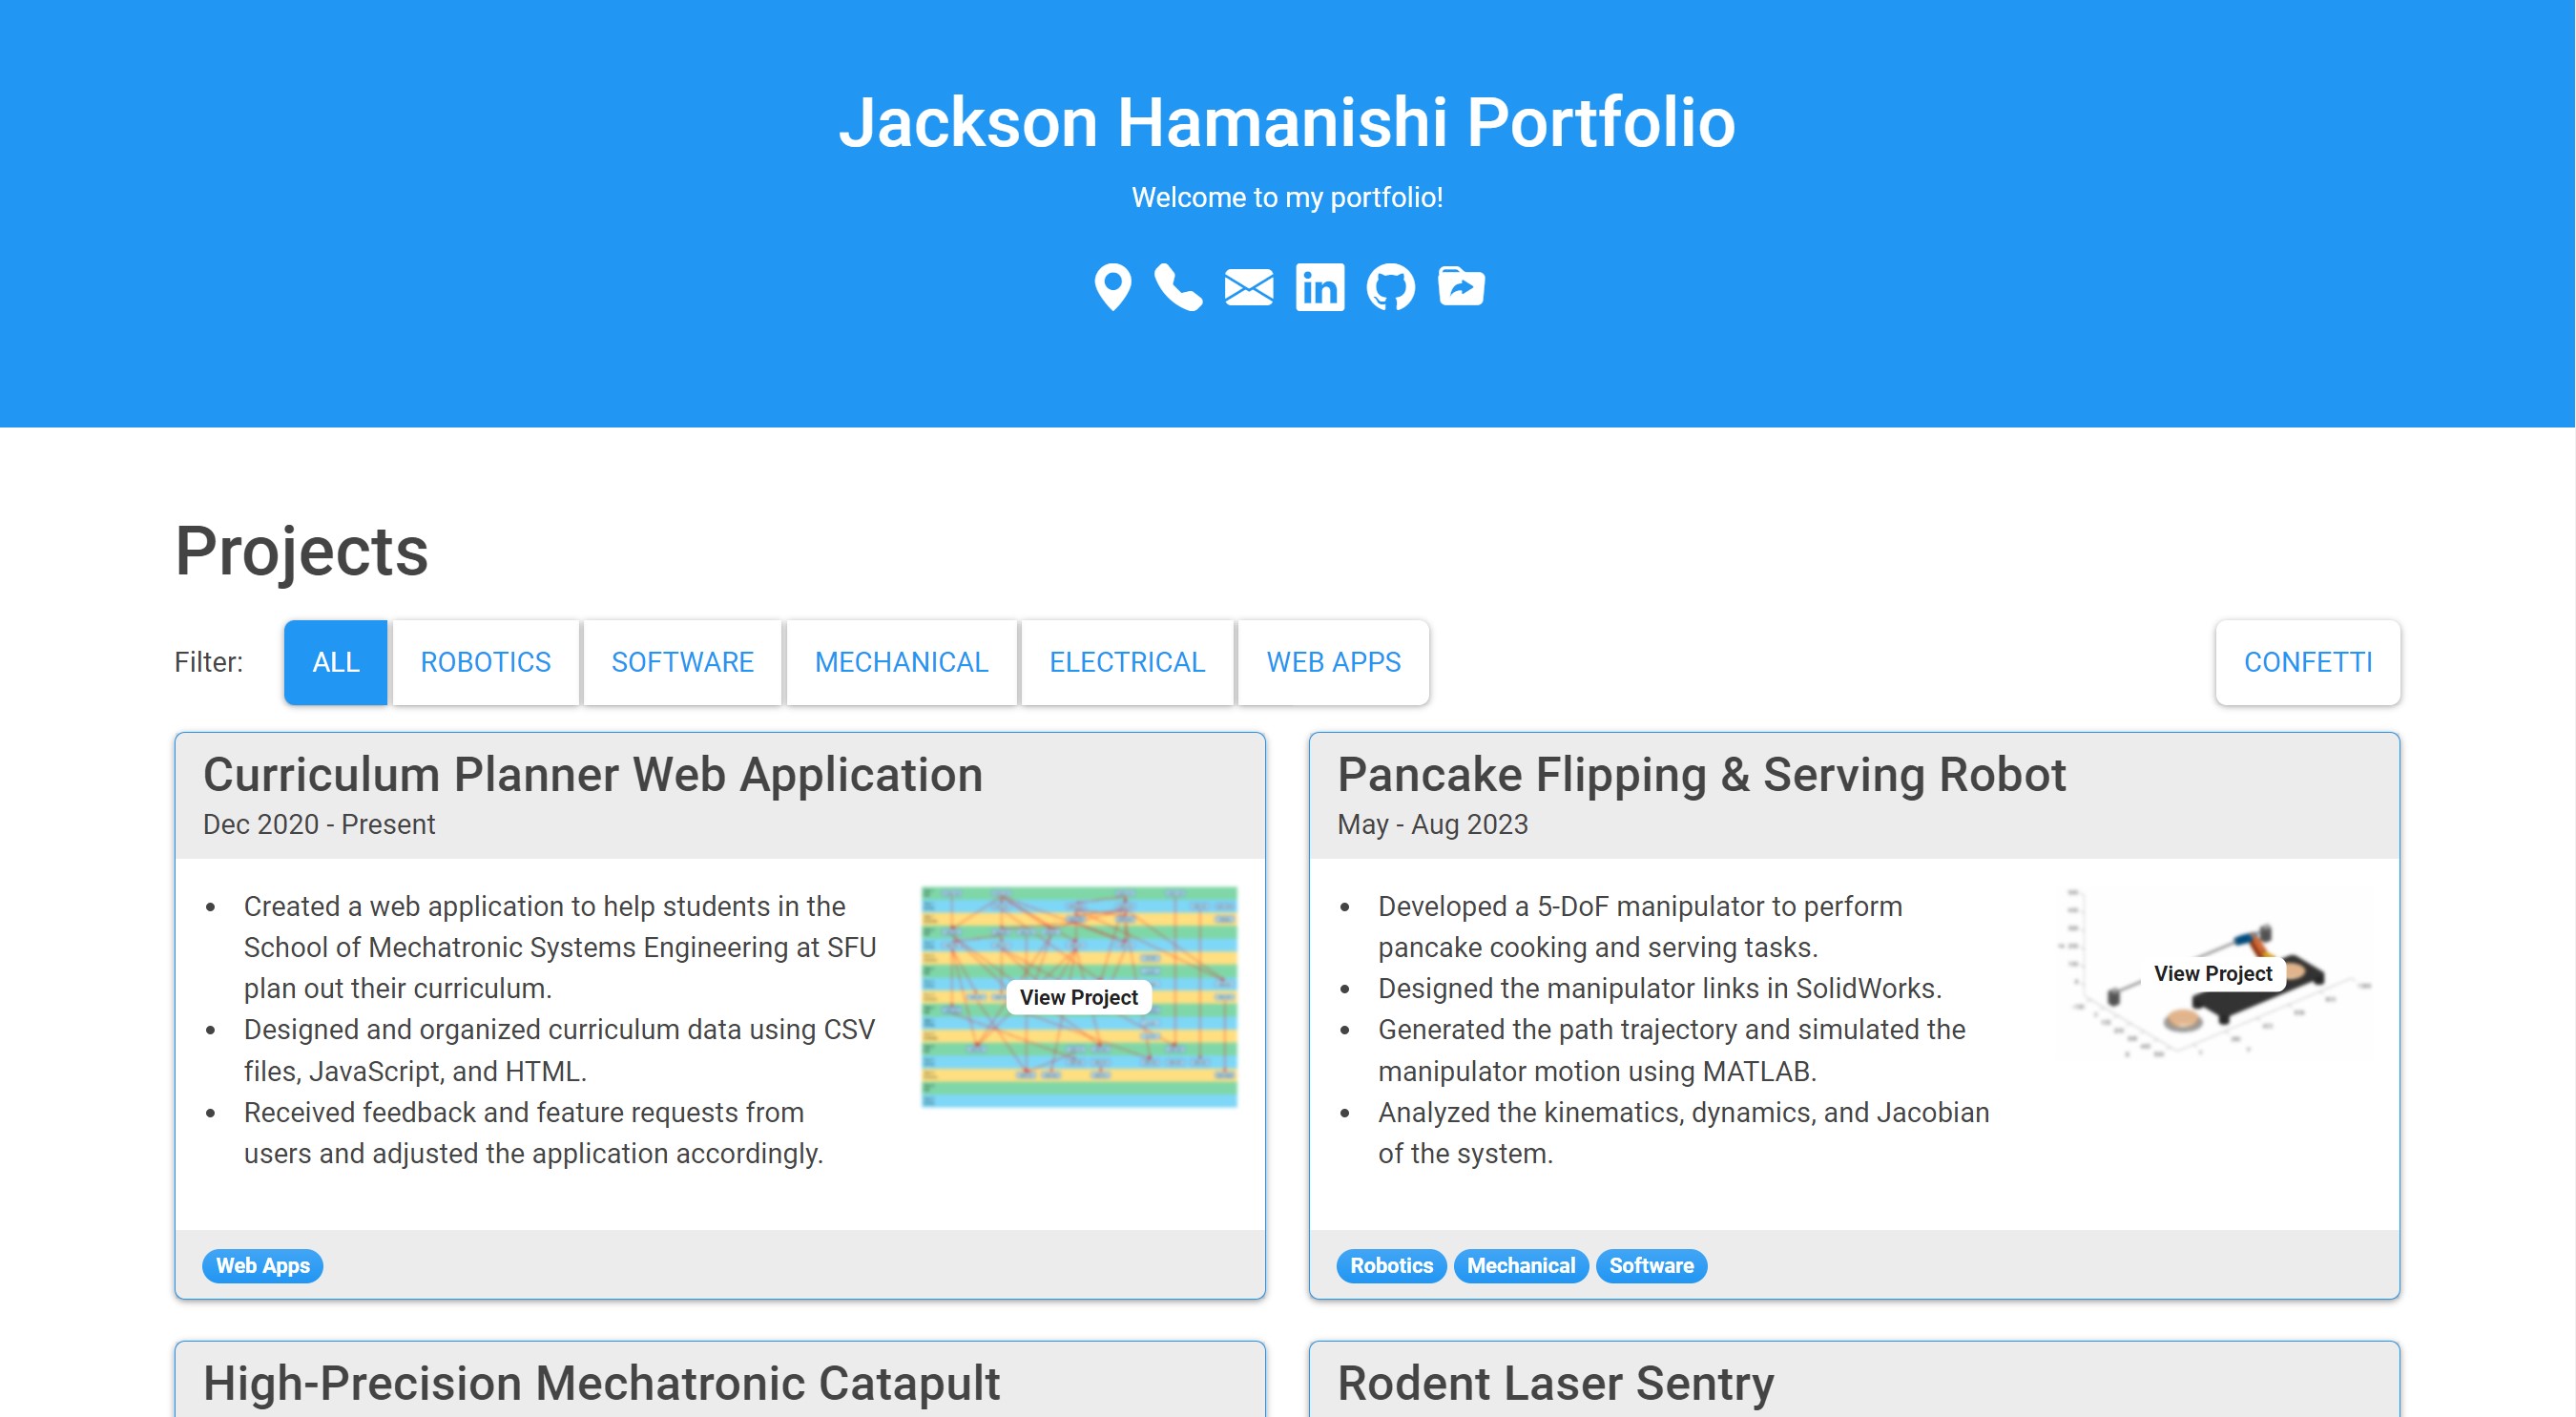 Jackson Hamanishi Portfolio
Welcome to my portfolio!
in
Projects
Filter:
ALL
ROBOTICS
SOFTWARE
MECHANICAL
ELECTRICAL
WEB APPS
CONFETTI
Curriculum Planner Web Application
Dec 2020 - Present
• Created a web application to help students in the
School of Mechatronic Systems Engineering at SFU
plan out their curriculum.
• Designed and organized curriculum data using CSV
files, JavaScript, and HTML.
• Received feedback and feature requests from
users and adjusted the application accordingly.
View Project
Web Apps
Pancake Flipping & Serving Robot
May - Aug 2023
• Developed a 5-DoF manipulator to perform
pancake cooking and serving tasks.
• Designed the manipulator links in SolidWorks.
• Generated the path trajectory and simulated the
manipulator motion using MATLAB.
• Analyzed the kinematics, dynamics, and Jacobian
of the system.
View Project
Robotics
Mechanical
Software
High-Precision Mechatronic Catapult
Rodent Laser Sentry